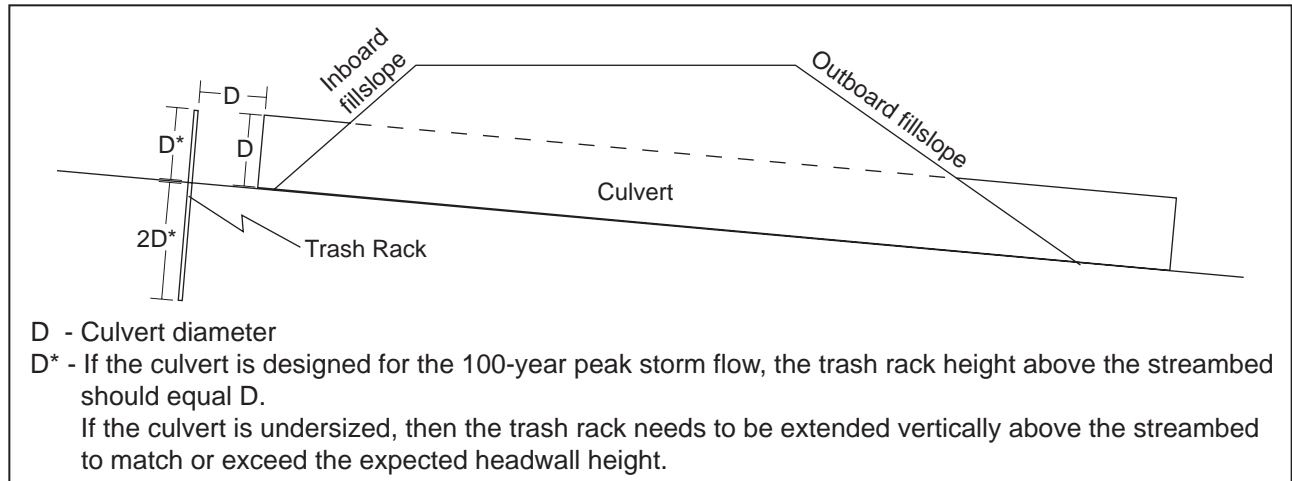 Inboard
fillslope
Outboard fillslope
D
D*
D
Culvert
2D*
Trash Rack
D - Culvert diameter
D* - If the culvert is designed for the 100-year peak storm flow, the trash rack height above the streambed
should equal D.
If the culvert is undersized, then the trash rack needs to be extended vertically above the streambed
to match or exceed the expected headwall height.